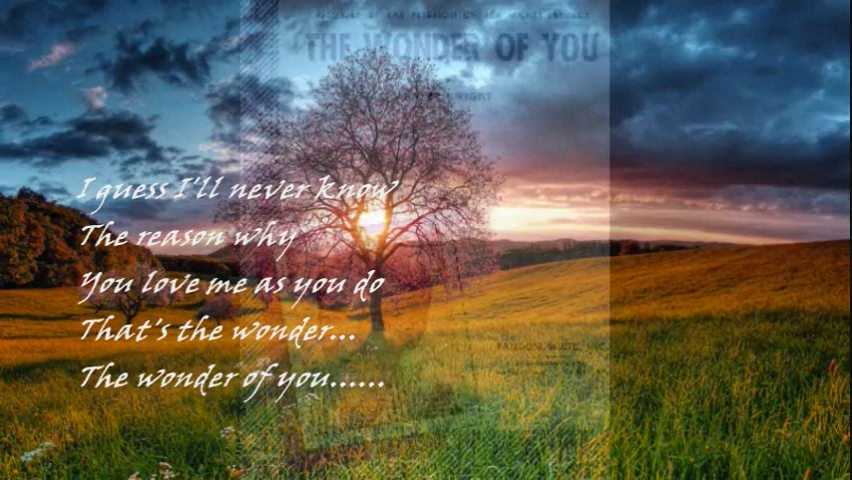 THE WONDER OF YOU
I guess I'll never know
The reason why
You love me as you do
That's the wonder...
The wonder of you......